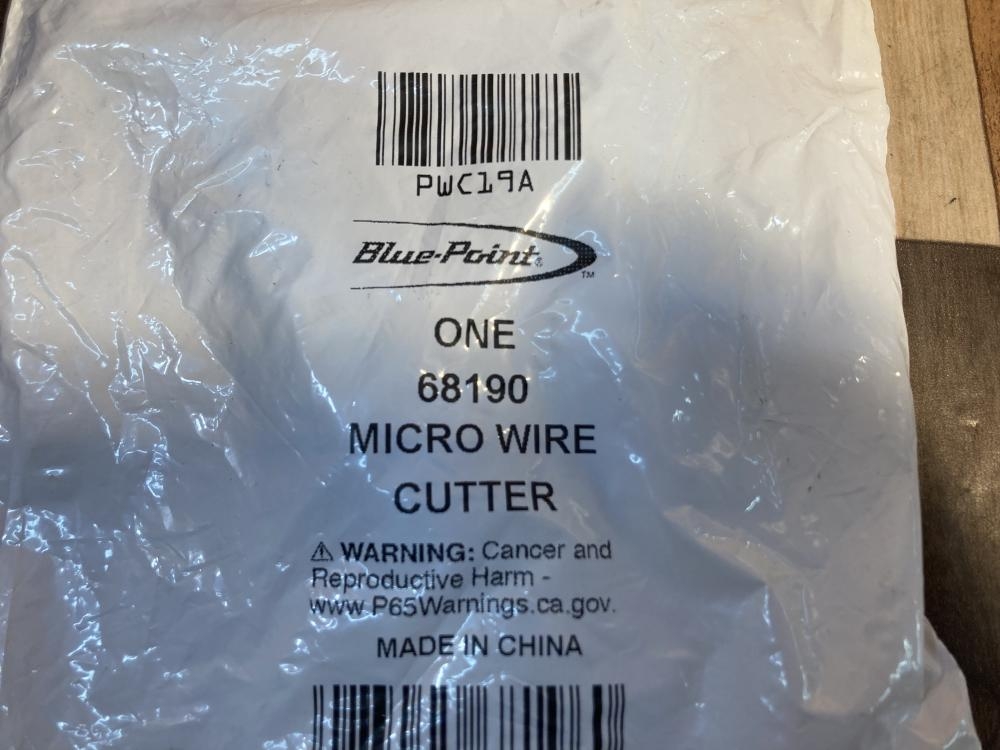 PWC19A
Blue-Point® ™
ONE
68190
MICRO WIRE
CUTTER
⚠ WARNING: Cancer and
Reproductive Harm -
www.P65Warnings.ca.gov.
MADE IN CHINA